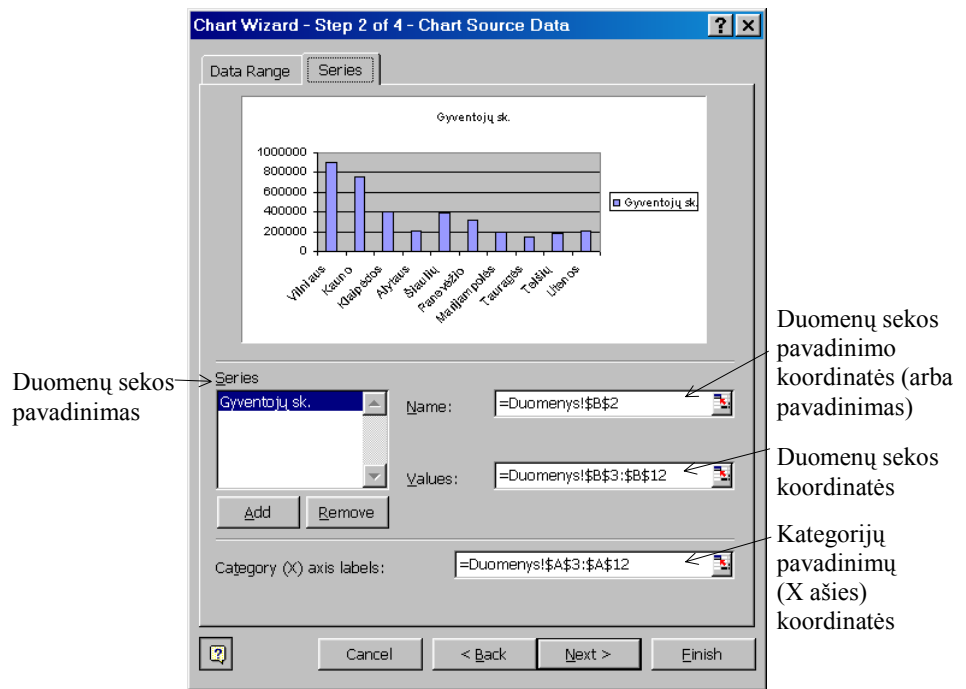 Chart Wizard - Step 2 of 4 - Chart Source Data
Data Range
Series
Gyventojų sk.
1000000
800000
600000
400000
200000
0
Vilniaus
Kauno
Klaipėdos
Alytaus
Šiaulių
Panevėžio
Marijampolės
Tauragės
Telšių
Utenos
Gyventojų sk.
Duomenų sekos
pavadinimas
Series
Gyventojų sk.
Add
Remove
Name:
=Duomenys!$B$2
Values:
=Duomenys!$B$3:$B$12
Category (X) axis labels:
=Duomenys!$A$3:$A$12
Duomenų sekos
pavadinimo
koordinatės (arba
pavadinimas)
Duomenų sekos
koordinatės
Kategorijų
pavadinimų
(X ašies)
koordinatės
Cancel
< Back
Next >
Finish